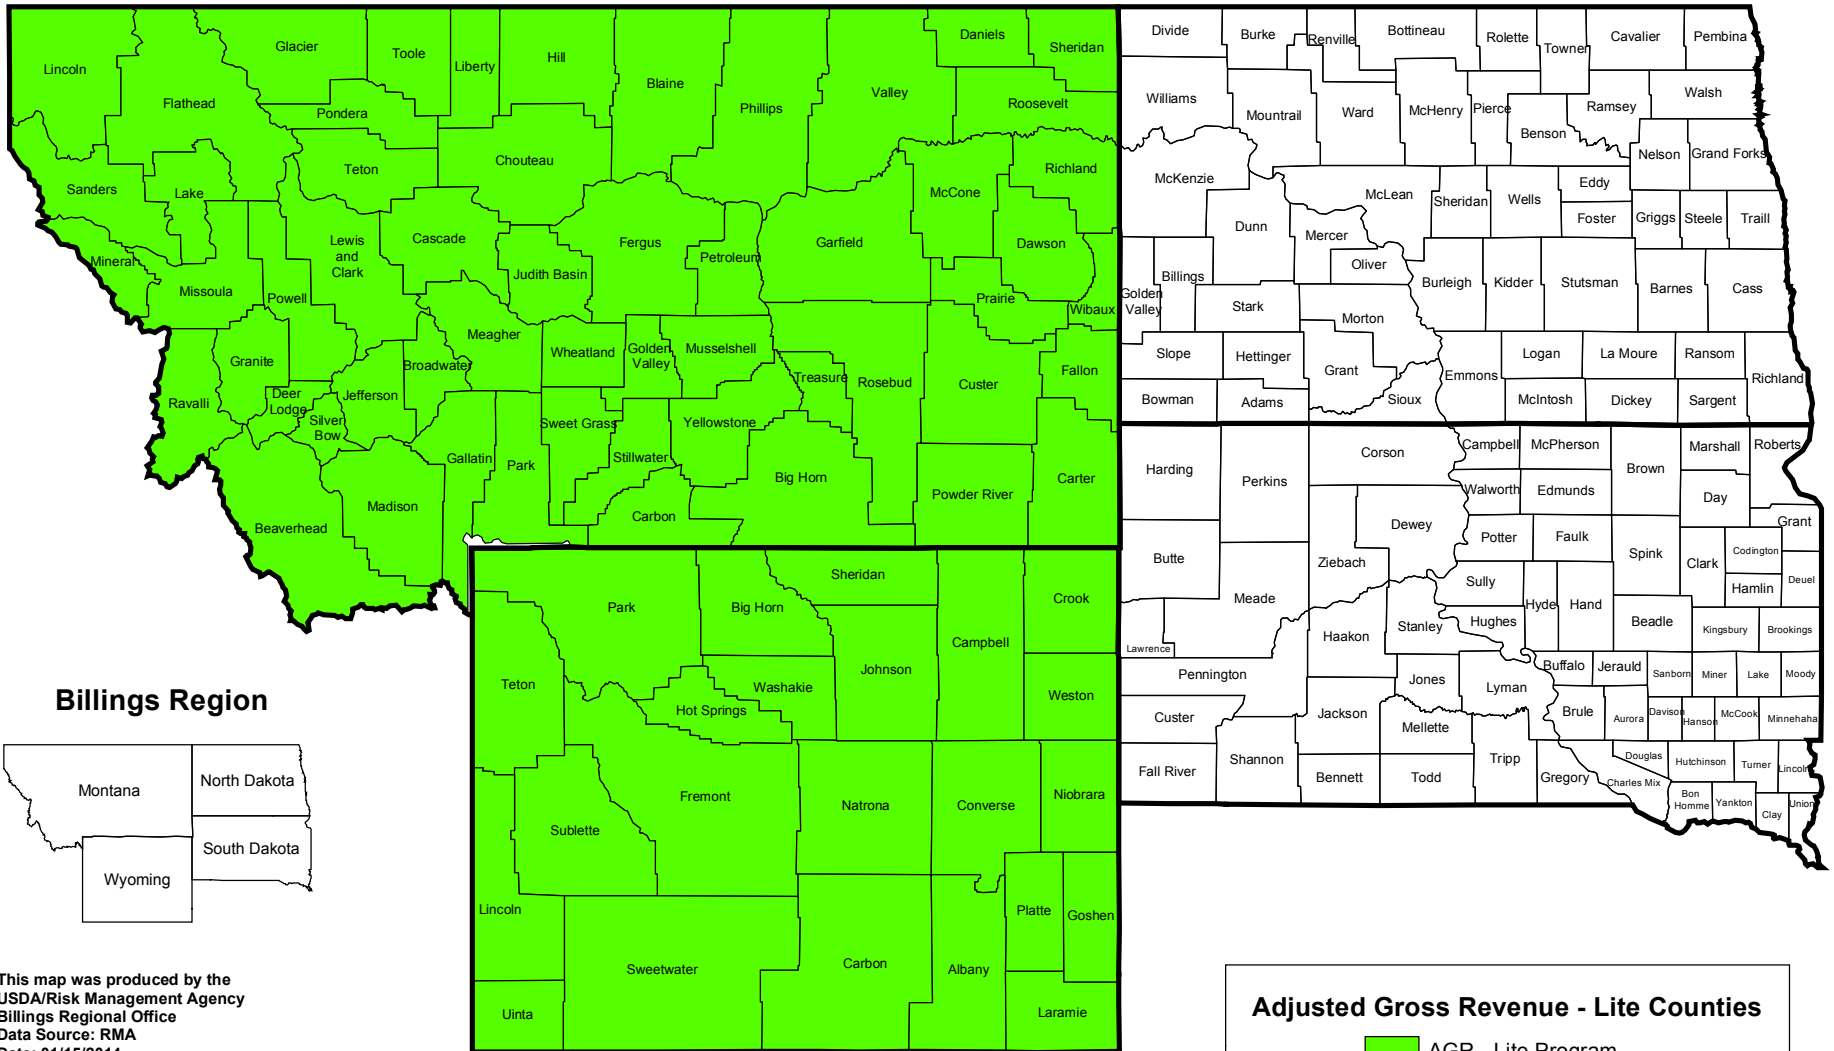 Lincoln
Flathead
Glacier
Toole
Liberty
Hill
Blaine
Phillips
Valley
Daniels
Sheridan
Roosevelt
Pondera
Teton
Chouteau
Sanders
Lake
McCone
Richland
Mineral
Missoula
Powell
Lewis
and
Clark
Cascade
Judith Basin
Fergus
Petroleum
Garfield
Dawson
Prairie
Wibaux
Meagher
Wheatland
Golden
Valley
Musselshell
Treasure
Rosebud
Custer
Fallon
Granite
Deer
Lodge
Silver
Bow
Jefferson
Broadwater
Ravalli
Sweet Grass
Stillwater
Yellowstone
Big Horn
Powder River
Carter
Gallatin
Park
Carbon
Madison
Beaverhead
Divide
Burke
Renville
Bottineau
Rolette
Towner
Cavalier
Pembina
Williams
Mountrail
Ward
McHenry
Pierce
Benson
Ramsey
Walsh
Nelson
Grand Forks
McKenzie
Dunn
McLean
Mercer
Oliver
Sheridan
Wells
Eddy
Foster
Griggs
Steele
Traill
Golden
Valley
Billings
Stark
Morton
Burleigh
Kidder
Stutsman
Barnes
Cass
Slope
Hettinger
Grant
Sioux
Emmons
Logan
La Moure
Ransom
Richland
Bowman
Adams
McIntosh
Dickey
Sargent
Harding
Perkins
Corson
Campbell
McPherson
Brown
Marshall
Roberts
Walworth
Edmunds
Day
Grant
Butte
Meade
Ziebach
Dewey
Potter
Faulk
Spink
Clark
Codington
Hamlin
Deuel
Sully
Hyde
Hand
Beadle
Kingsbury
Brookings
Lawrence
Haakon
Stanley
Hughes
Pennington
Jones
Lyman
Buffalo
Jerauld
Sanborn
Miner
Lake
Moody
Custer
Jackson
Mellette
Brule
Aurora
Davison
Hanson
McCook
Minnehaha
Fall River
Shannon
Bennett
Todd
Tripp
Gregory
Douglas
Charles Mix
Hutchinson
Turner
Lincoln
Bon
Homme
Yankton
Clay
Union
Park
Big Horn
Sheridan
Crook
Campbell
Johnson
Teton
Washakie
Hot Springs
Weston
Sublette
Fremont
Natrona
Converse
Niobrara
Lincoln
Sweetwater
Carbon
Albany
Platte
Goshen
Uinta
Laramie
Billings Region
Montana
North Dakota
South Dakota
Wyoming
This map was produced by the
USDA/Risk Management Agency
Billings Regional Office
Data Source: RMA
Date: 01/15/2014
Adjusted Gross Revenue - Lite Counties
AGR - Lite Program